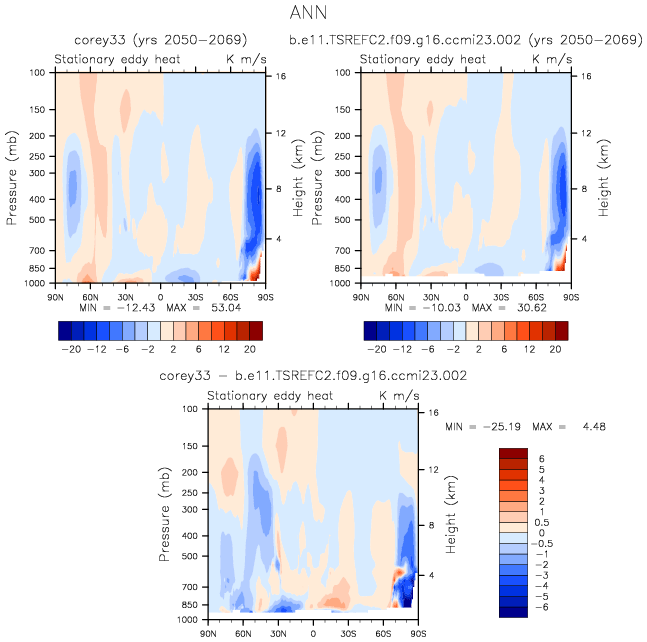 ANN
corey33 (yrs 2050-2069)
b.e11.TSREFC2.f09.g16.ccmi23.002 (yrs 2050-2069)
Stationary eddy heat K m/s
Stationary eddy heat K m/s
100 150 200 250 300 400 500 700 850 1000
Pressure (mb)
16 12 8 4
Height (km)
90N 60N 30N 0 30S 60S 90S
MIN = -12.43 MAX = 53.04
-20 -12 -6 -2 2 6 12 20
100 150 200 250 300 400 500 700 850 1000
Pressure (mb)
16 12 8 4
Height (km)
90N 60N 30N 0 30S 60S 90S
MIN = -10.03 MAX = 30.62
-20 -12 -6 -2 2 6 12 20
corey33 - b.e11.TSREFC2.f09.g16.ccmi23.002
Stationary eddy heat K m/s
100 150 200 250 300 400 500 700 850 1000
Pressure (mb)
16 12 8 4
Height (km)
90N 60N 30N 0 30S 60S 90S
MIN = -25.19 MAX = 4.48
6
5
4
3
2
1
0.5
0
-0.5
-1
-2
-3
-4
-5
-6